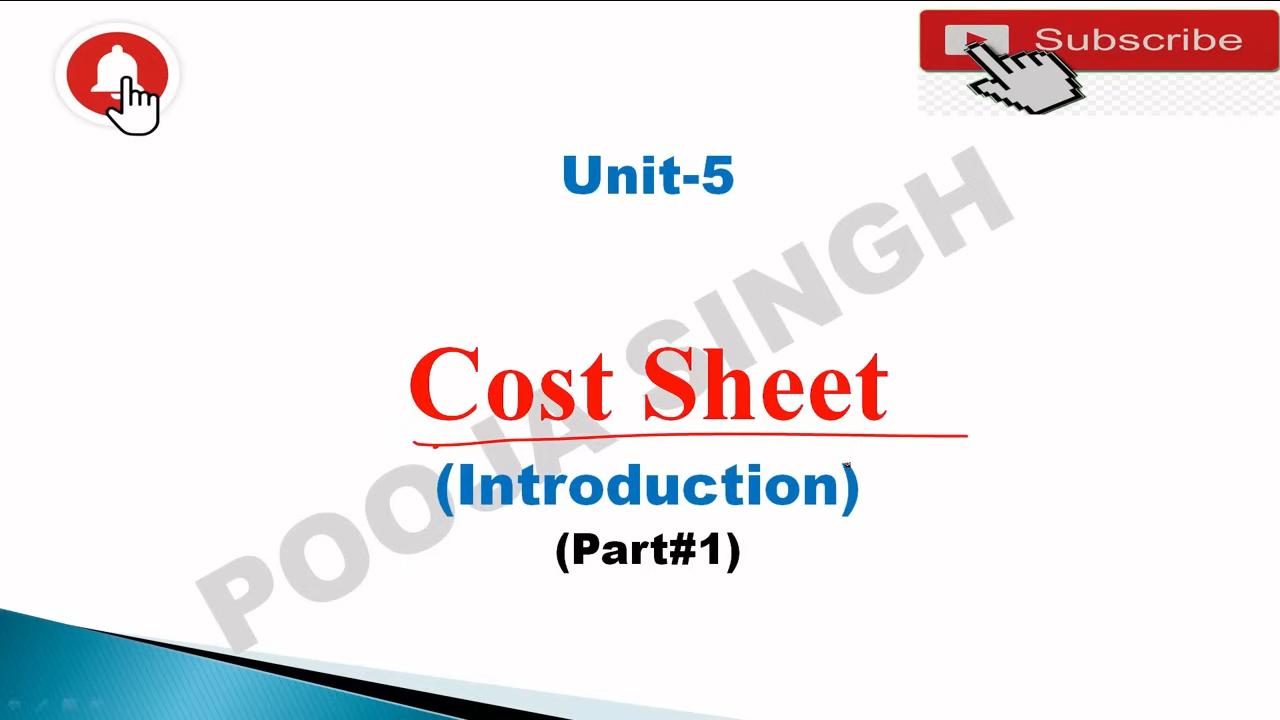 Subscribe
Unit-5
POOJA SINGH
Cost Sheet
(Introduction)
(Part#1)